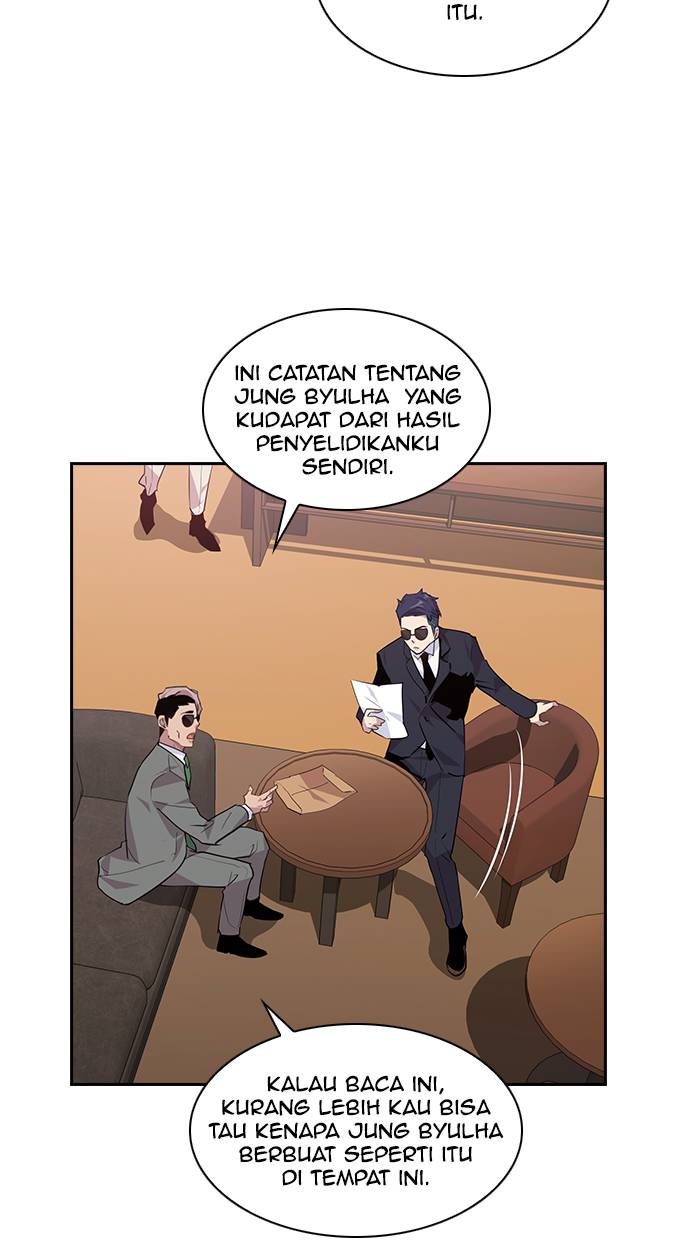 ITU.
INI CATATAN TENTANG
JUNG BYULHA YANG
KUDAPAT DARI HASIL
PENYELIDIKANKU
SENDIRI.
KALAU BACA INI,
KURANG LEBIH KAU BISA
TAU KENAPA JUNG BYULHA
BERBUAT SEPERTI ITU
DI TEMPAT INI.